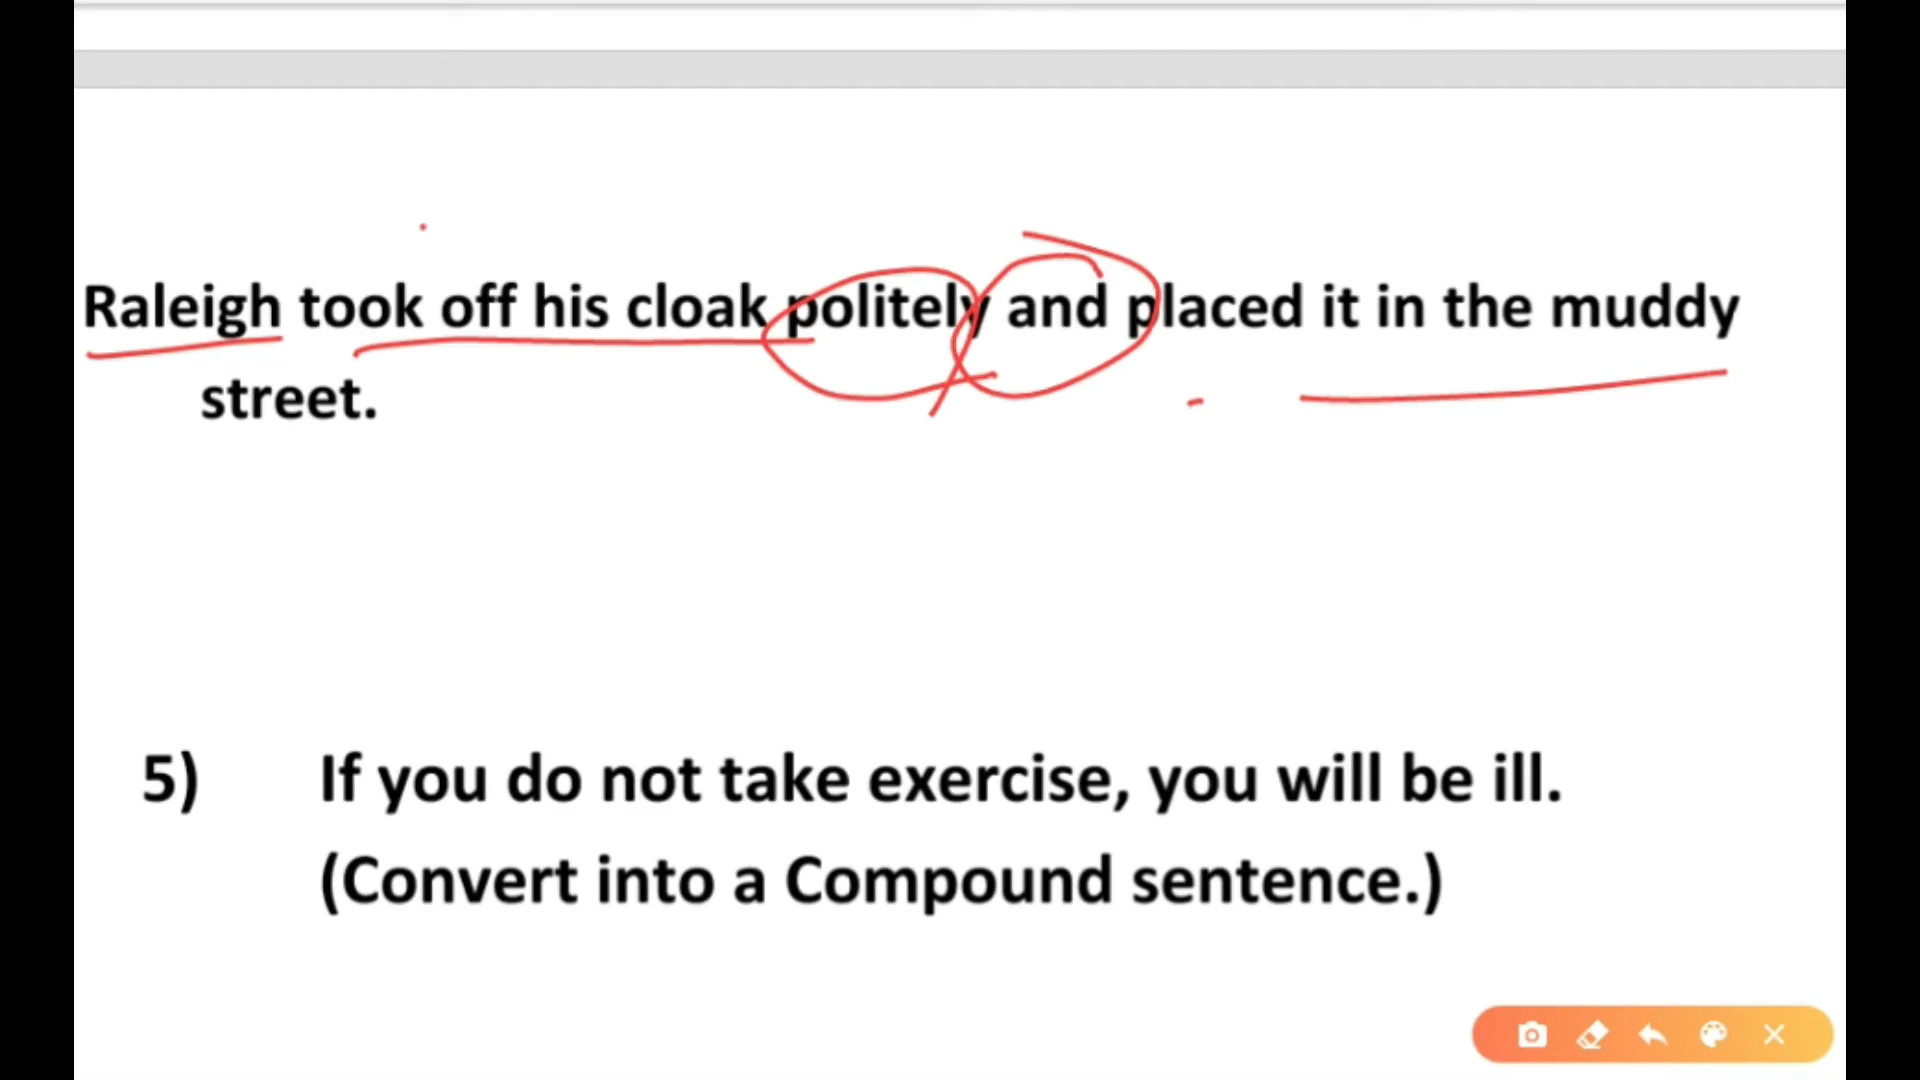 Raleigh took off his cloak politely and placed it in the muddy
street.
5) If you do not take exercise, you will be ill.
(Convert into a Compound sentence.)